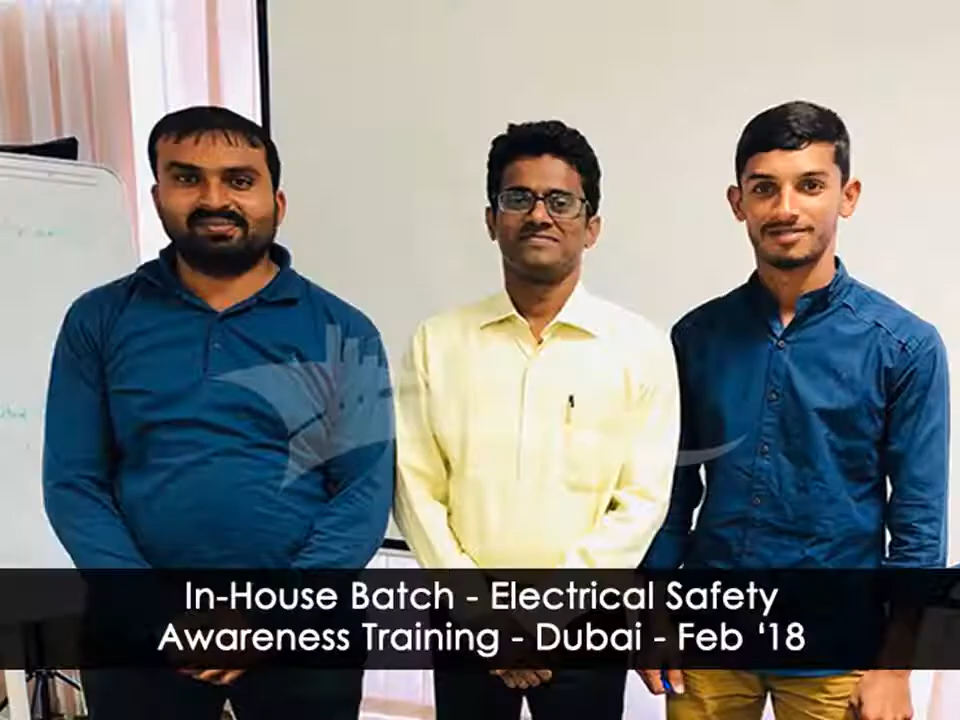 In-House Batch - Electrical Safety
Awareness Training - Dubai - Feb ‘18